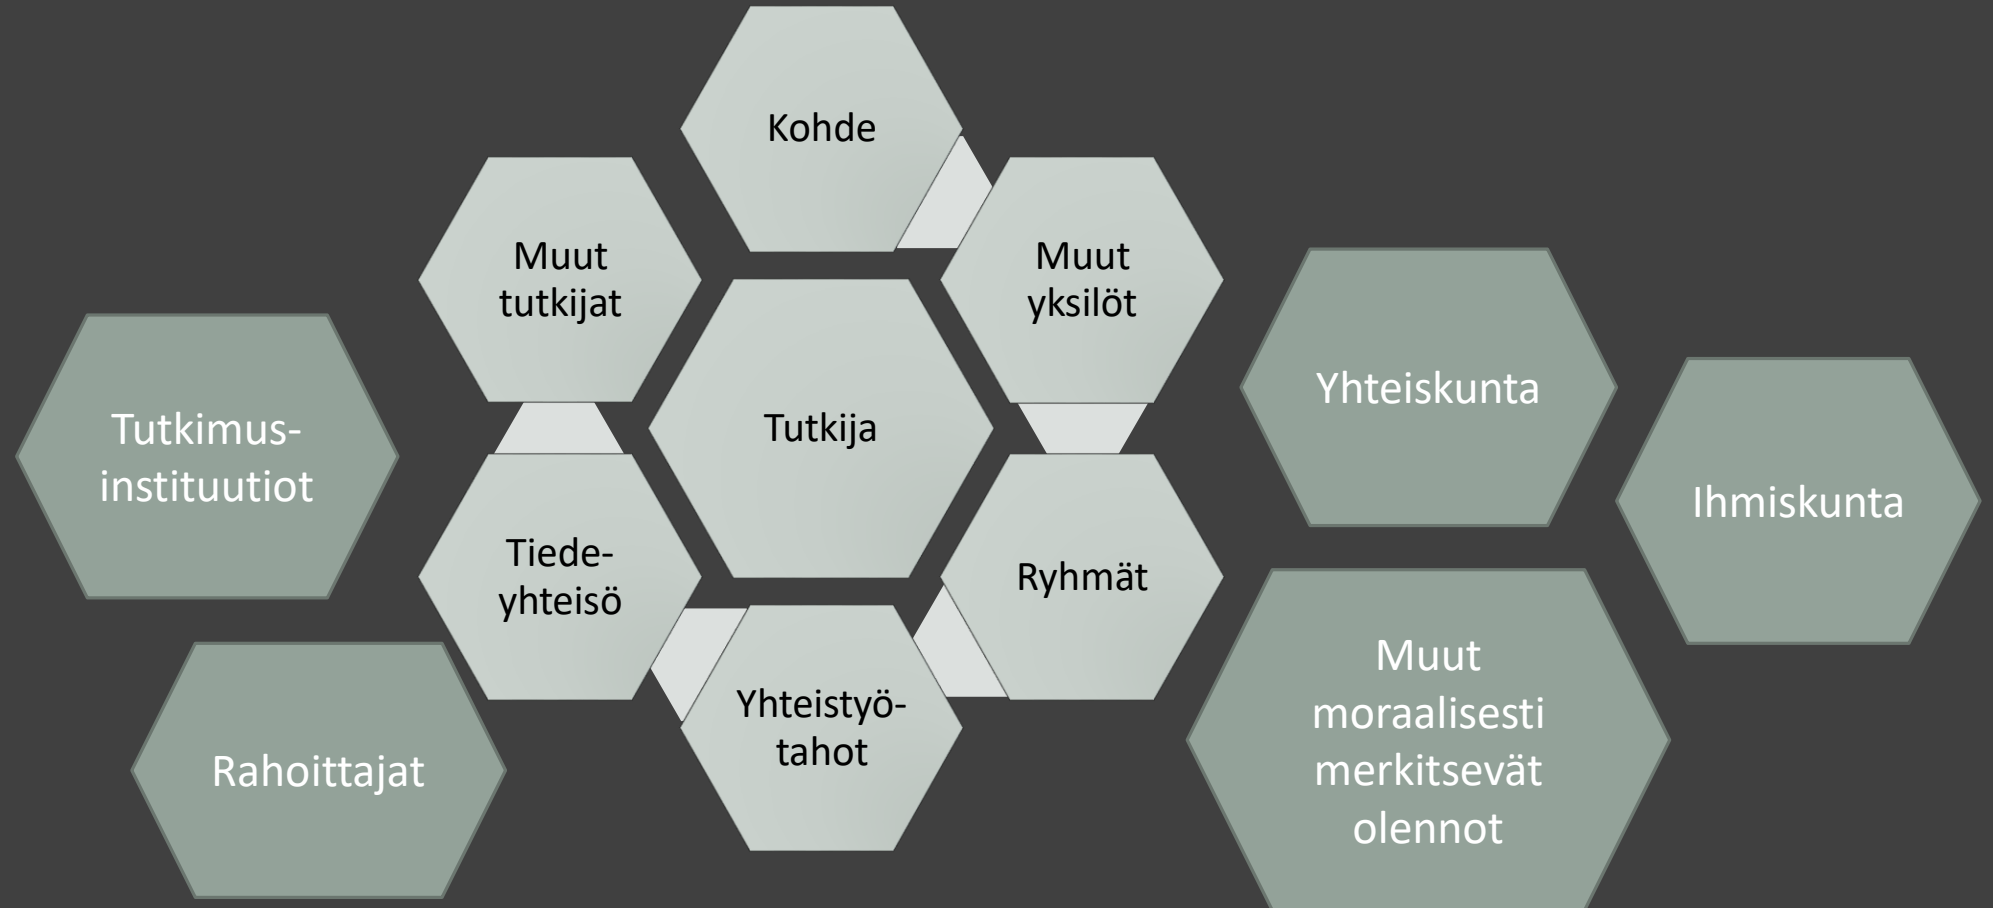 Kohde
Muut
tutkijat
Muut
yksilöt
Tutkija
Yhteiskunta
Tutkimus-
instituutiot
Ihmiskunta
Tiede-
yhteisö
Ryhmät
Yhteistyö-
tahot
Rahoittajat
Muut
moraalisesti
merkitsevät
olennot